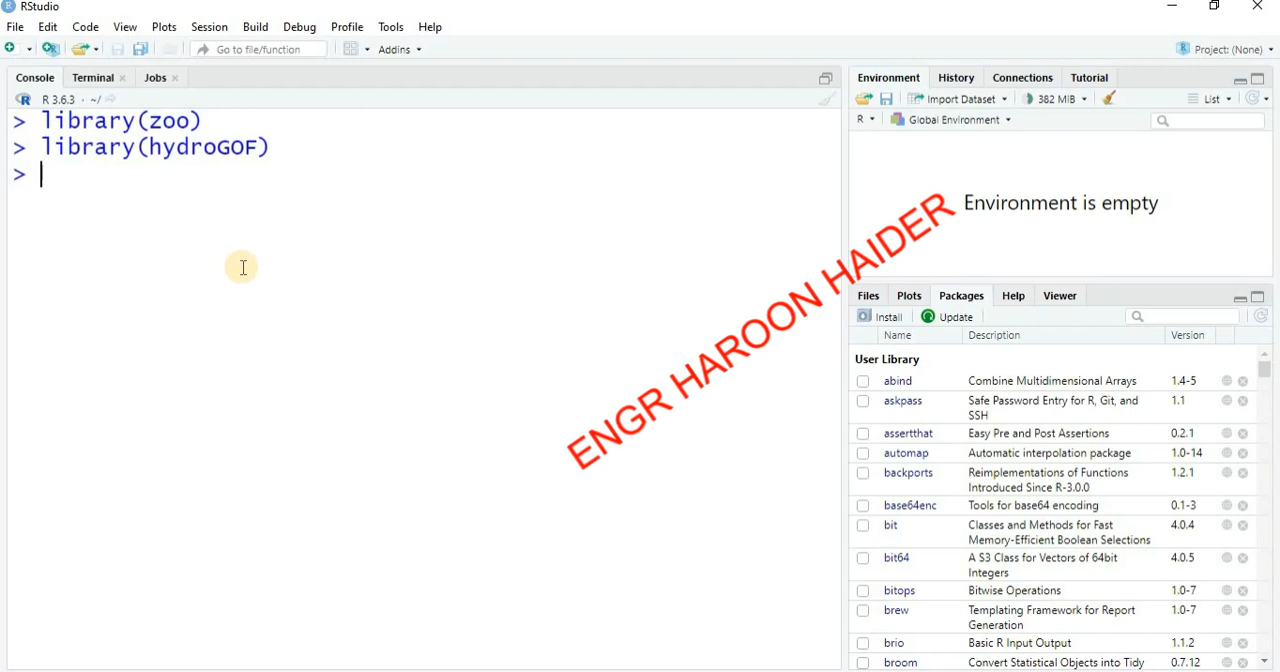 RStudio
File Edit Code View Plots Session Build Debug Profile Tools Help
Go to file/function Addins Project: (None)
Console Terminal Jobs
R 3.6.3 · ~/
> library(zoo)
> library(hydroGOF)
>
Environment History Connections Tutorial
Import Dataset 382 MiB List
R Global Environment
Environment is empty
ENGR HAROON HAIDER
Files Plots Packages Help Viewer
Install Update
Name Description Version
User Library
abind Combine Multidimensional Arrays 1.4-5
askpass Safe Password Entry for R, Git, and 1.1
SSH
assertthat Easy Pre and Post Assertions 0.2.1
automap Automatic interpolation package 1.0-14
backports Reimplementations of Functions 1.2.1
Introduced Since R-3.0.0
base64enc Tools for base64 encoding 0.1-3
bit Classes and Methods for Fast 4.0.4
Memory-Efficient Boolean Selections
bit64 A S3 Class for Vectors of 64bit 4.0.5
Integers
bitops Bitwise Operations 1.0-7
brew Templating Framework for Report 1.0-7
Generation
brio Basic R Input Output 1.1.2
broom Convert Statistical Objects into Tidy 0.7.12